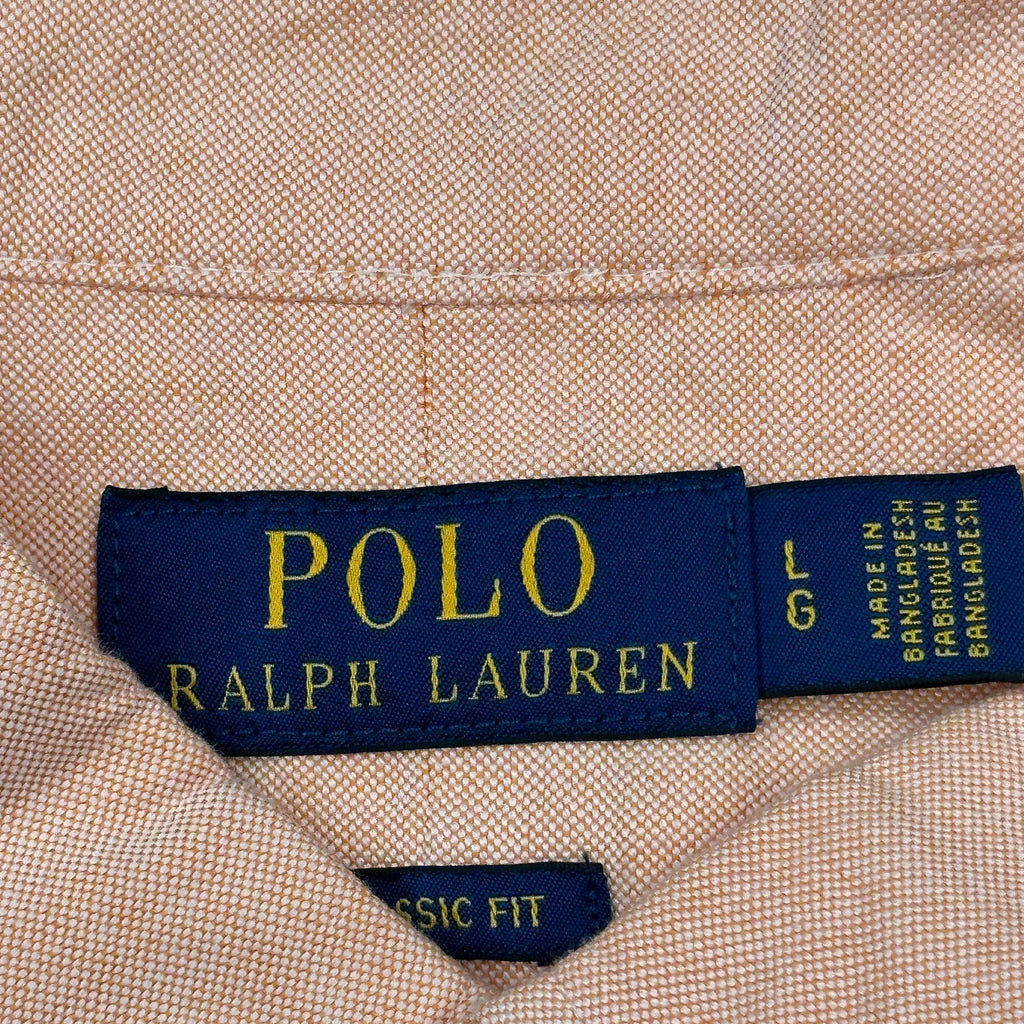 POLO
RALPH LAUREN
L
G
MADE IN
BANGLADESH
FABRIQUÉ AU
BANGLADESH
SSIC FIT